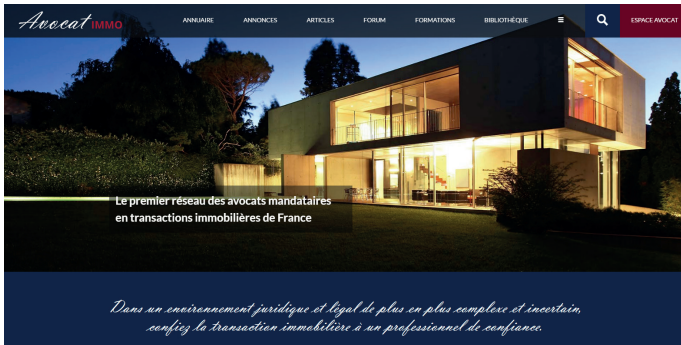 Avocat IMMO
ANNUAIRE
ANNONCES
ARTICLES
FORUM
FORMATIONS
BIBLIOTHÈQUE
ESPACE AVOCAT
Le premier réseau des avocats mandataires
en transactions immobilières de France
Dans un environnement juridique et légal de plus en plus complexe et incertain,
confiez la transaction immobilière à un professionnel de confiance.